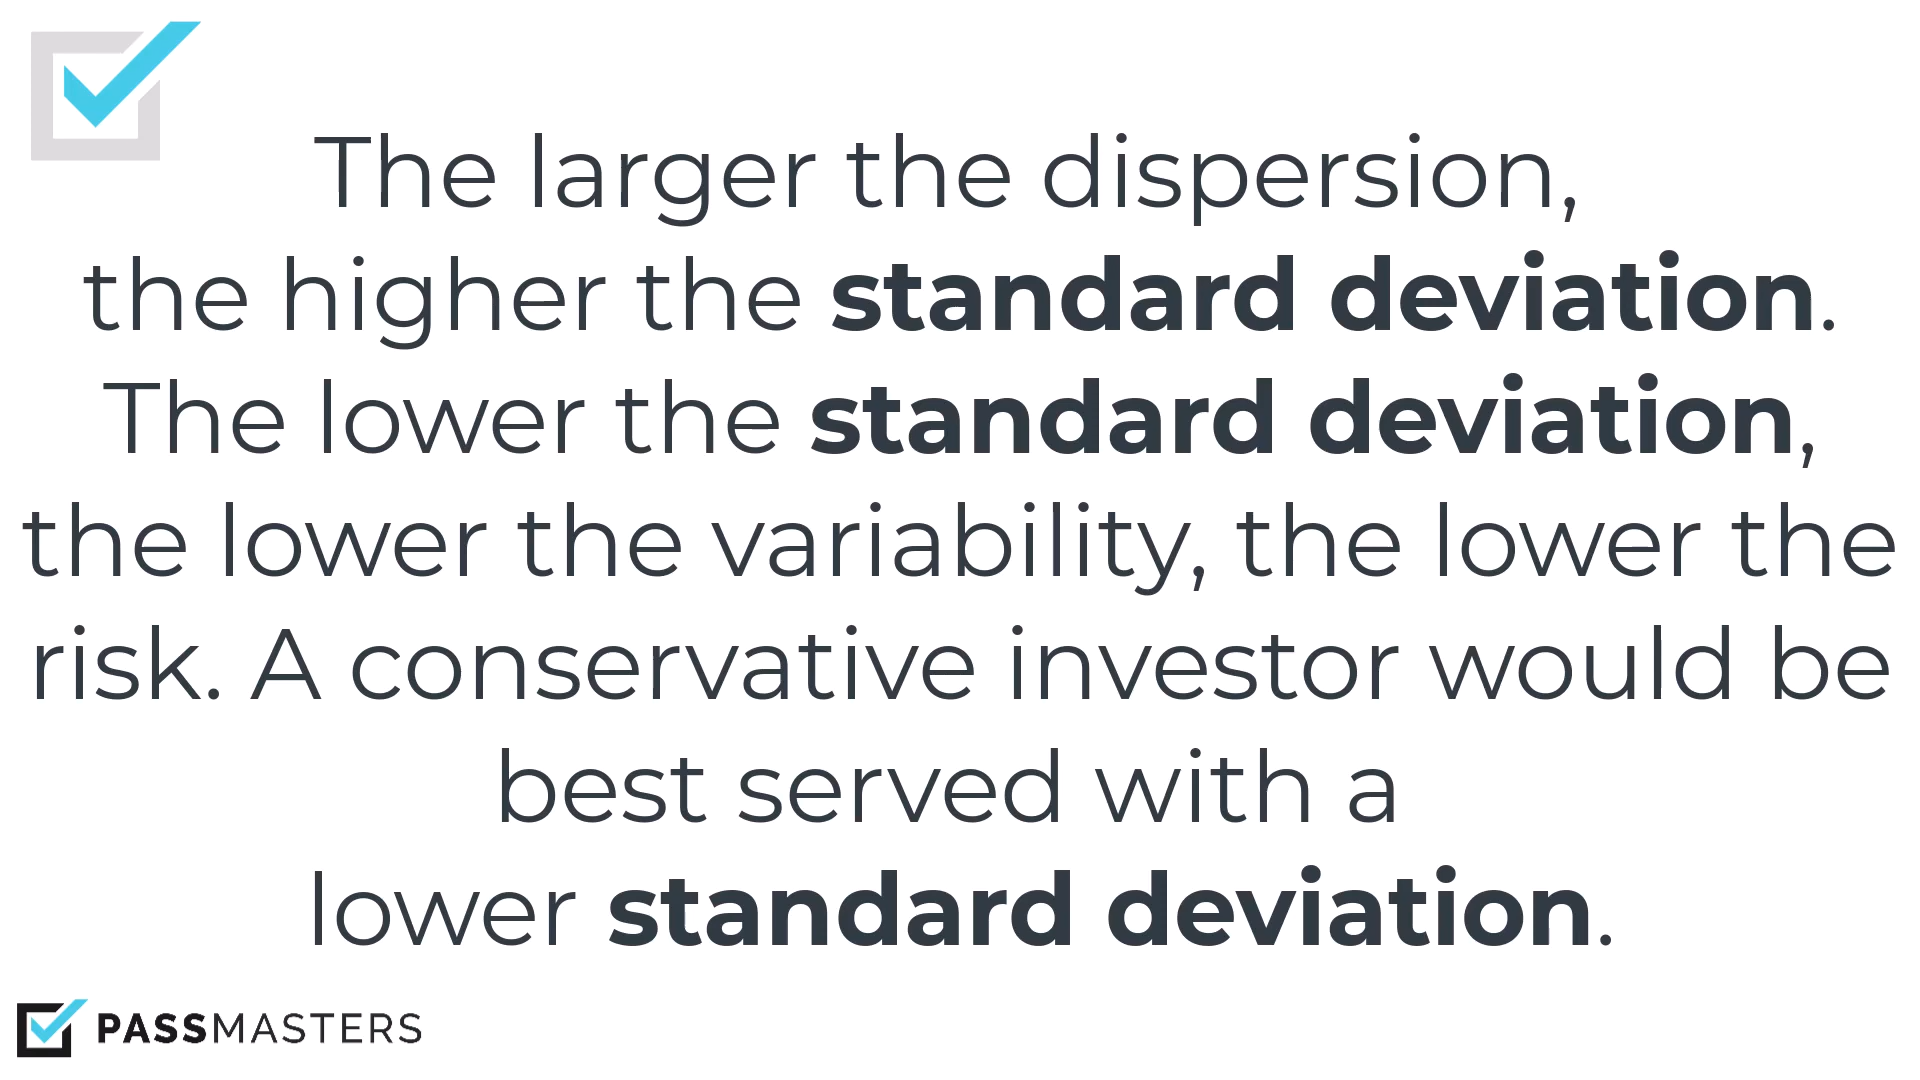 The larger the dispersion,
the higher the standard deviation.
The lower the standard deviation,
the lower the variability, the lower the
risk. A conservative investor would be
best served with a
lower standard deviation.
PASSMASTERS